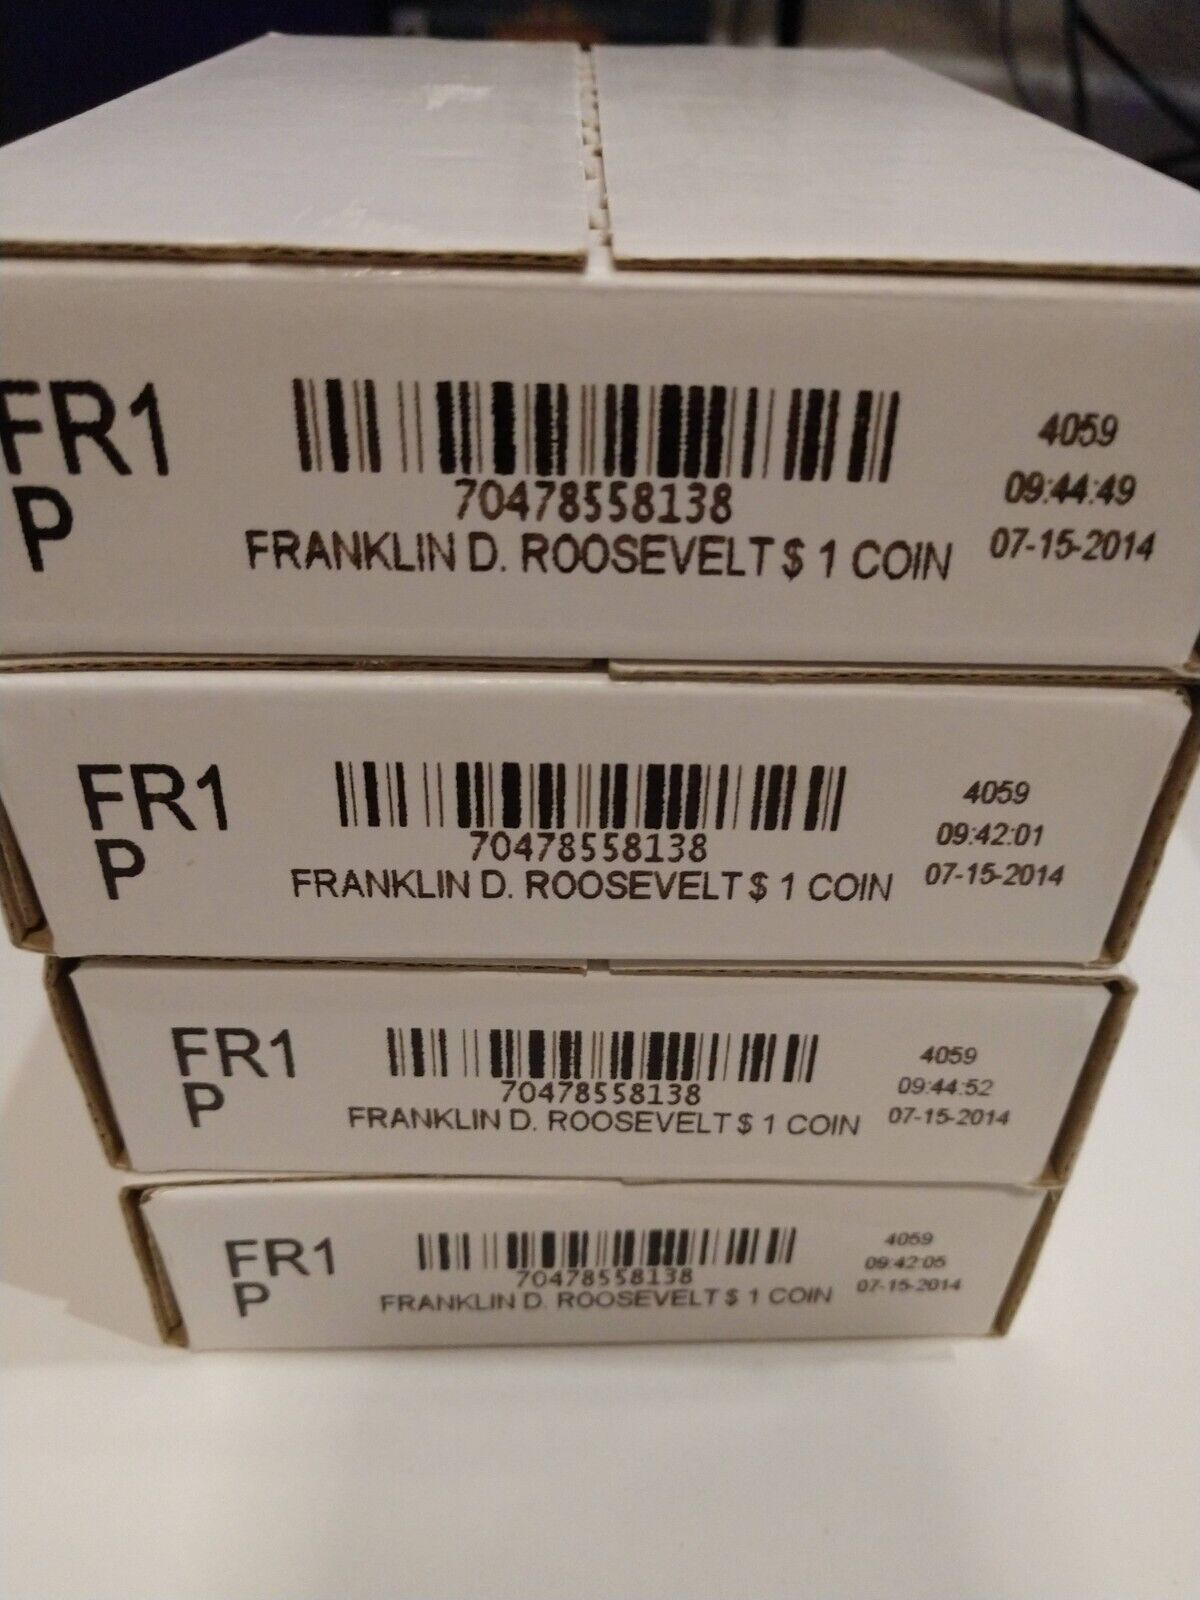 FR1
P
70478558138
FRANKLIN D. ROOSEVELT $ 1 COIN
4059
09:44:49
07-15-2014
FR1
P
70478558138
FRANKLIN D. ROOSEVELT $ 1 COIN
4059
09:42:01
07-15-2014
FR1
P
70478558138
FRANKLIN D. ROOSEVELT $ 1 COIN
4059
09:44:52
07-15-2014
FR1
P
70478558138
FRANKLIN D. ROOSEVELT $ 1 COIN
4059
09:42:05
07-15-2014